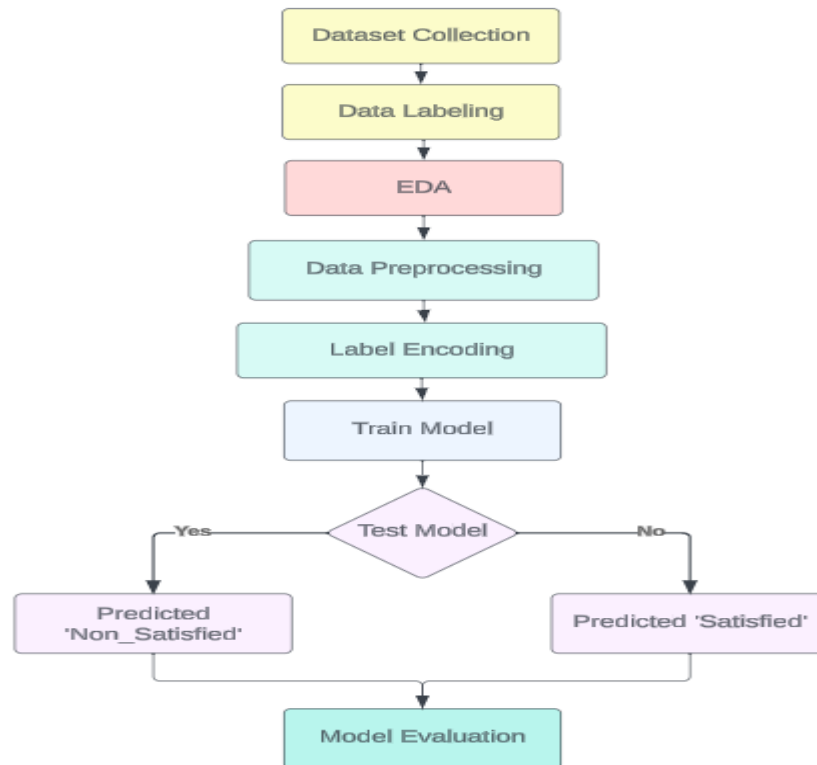 Dataset Collection
Data Labeling
EDA
Data Preprocessing
Label Encoding
Train Model
Test Model
Yes
No
Predicted
'Non_Satisfied'
Predicted 'Satisfied'
Model Evaluation